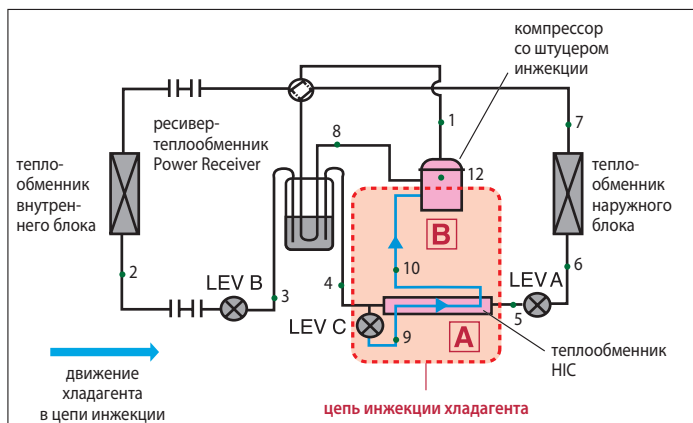 компрессор
со штуцером
инжекции
1
7
8
ресивер-
теплообменник
Power Receiver
тепло-
обменник
внутрен-
него блока
12
тепло-
обменник
наружного
блока
B
2
LEV B
3
4
10
LEV A
6
LEV C
9
A
5
теплообменник
HIC
движение
хладагента
в цепи инжекции
цепь инжекции хладагента